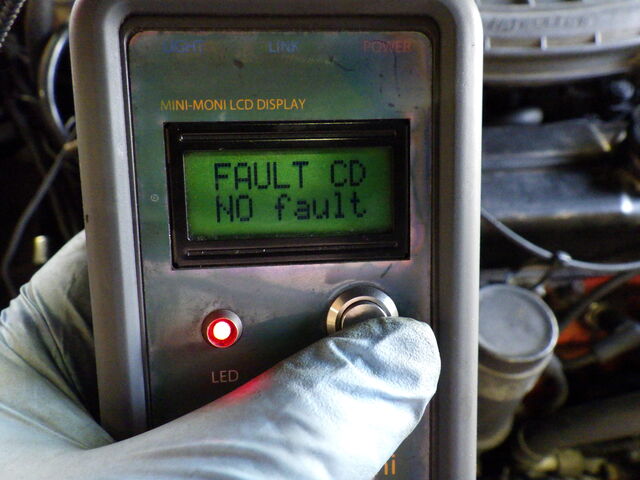 LIGHT LINK POWER
MINI-MONI LCD DISPLAY
FAULT CD
NO fault
LED